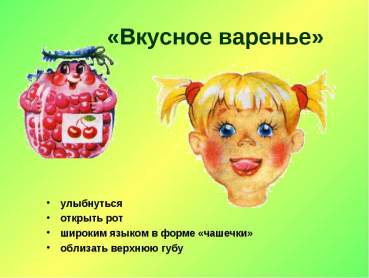 «Вкусное варенье»
• улыбнуться
• открыть рот
• широким языком в форме «чашечки»
• облизать верхнюю губу